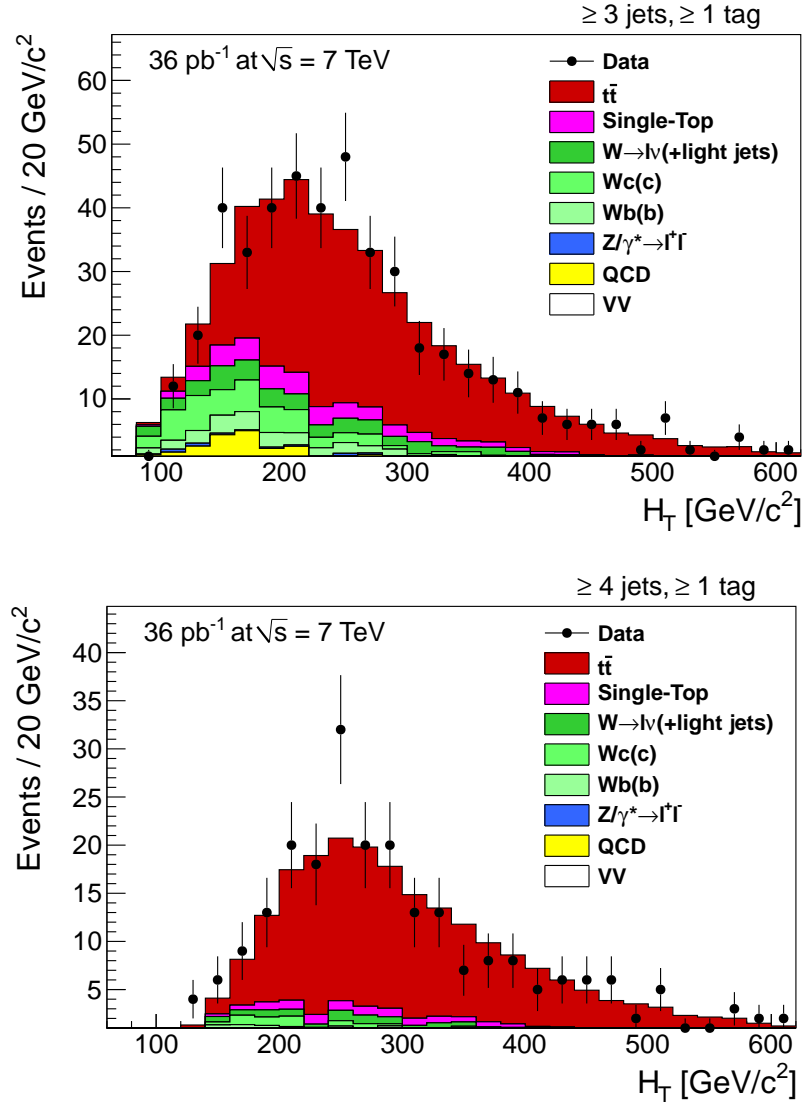 ≥ 3 jets, ≥ 1 tag
36 pb⁻¹ at √s = 7 TeV
Events / 20 GeV/c²
60
50
40
30
20
10
Data
tt̄
Single-Top
W→lν(+light jets)
Wc(c)
Wb(b)
Z/γ*→l⁺l⁻
QCD
VV
100 200 300 400 500 600
H_T [GeV/c²]
≥ 4 jets, ≥ 1 tag
36 pb⁻¹ at √s = 7 TeV
Events / 20 GeV/c²
40
35
30
25
20
15
10
5
Data
tt̄
Single-Top
W→lν(+light jets)
Wc(c)
Wb(b)
Z/γ*→l⁺l⁻
QCD
VV
100 200 300 400 500 600
H_T [GeV/c²]